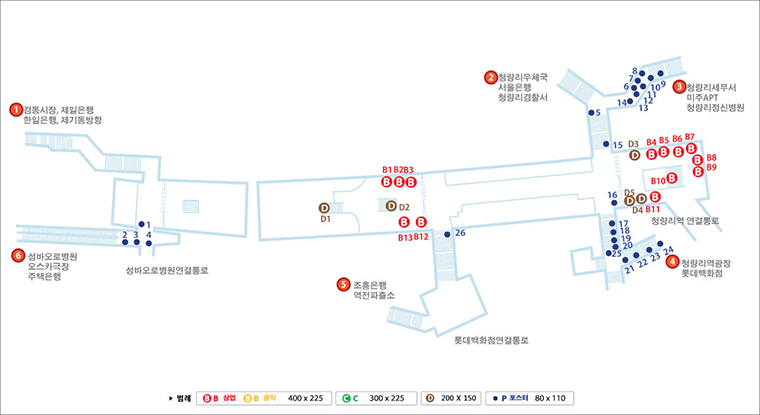 1 경동시장, 제일은행
한일은행, 제기동방향
2 청량리우체국
서울은행
청량리경찰서
3 청량리세무서
미주APT
청량리정신병원
8
7
6
9
10
11
12
13
14
5
15
D3 B4 B5 B6 B7
D B B B B
B B8
B B9
B10 B
B1 B2 B3
B B B
D
D1
D D2
B B
B13 B12
16
D5
D D B
D4 B11
청량리역 연결통로
1
2 3 4
성바오로병원연결통로
6 성바오로병원
오스카극장
주택은행
26
17
18
19
20
25
21 22 23 24
4 청량리역광장
롯데백화점
5 조흥은행
역전파출소
롯데백화점연결통로
▸ 범례 B B 상업 B B 공익 400 x 225 C C 300 x 225 D 200 X 150 P 포스터 80 x 110